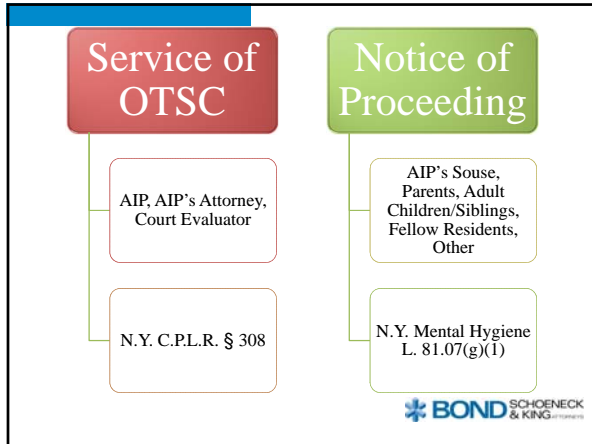 Service of
OTSC
AIP, AIP's Attorney,
Court Evaluator
N.Y. C.P.L.R. § 308
Notice of
Proceeding
AIP's Souse,
Parents, Adult
Children/Siblings,
Fellow Residents,
Other
N.Y. Mental Hygiene
L. 81.07(g)(1)
BOND SCHOENECK
& KING ATTORNEYS